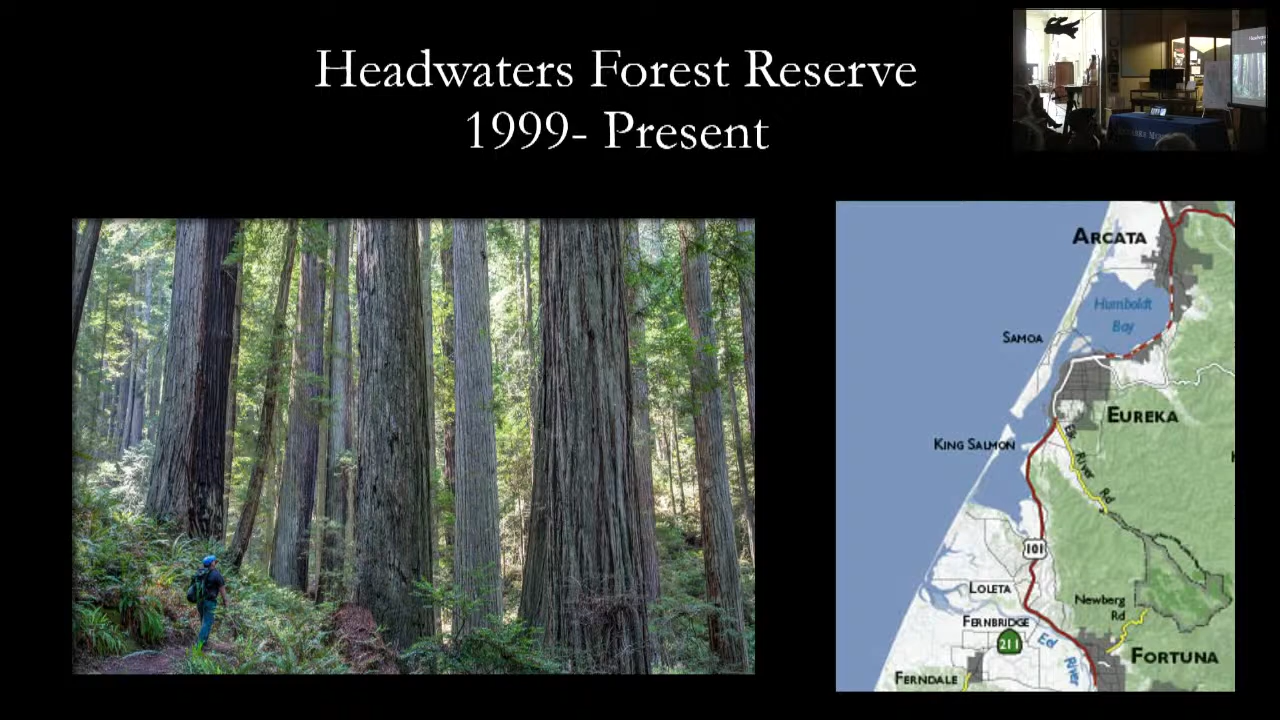 Headwaters Forest Reserve
1999- Present
ARCATA
Humboldt
Bay
SAMOA
EUREKA
KING SALMON
Elk
River
Rd
101
LOLETA
Newberg
Rd
FERNBRIDGE
211
Eel
River
FORTUNA
FERNDALE